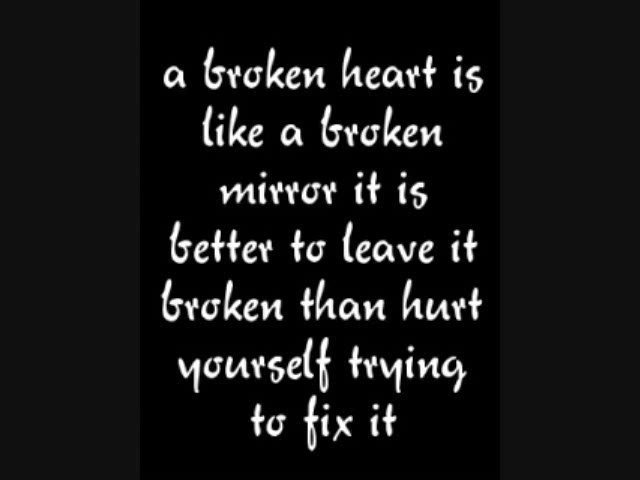 a broken heart is
like a broken
mirror it is
better to leave it
broken than hurt
yourself trying
to fix it